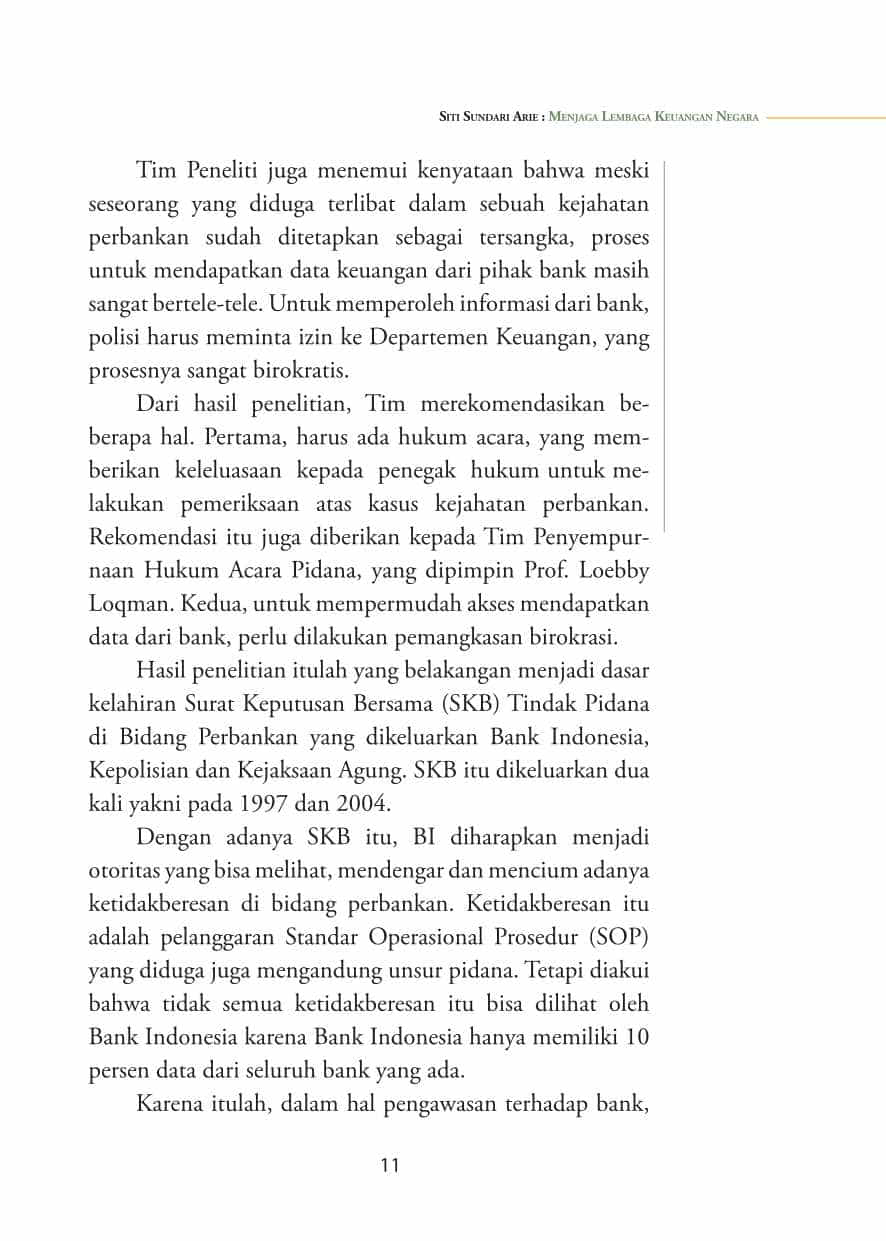 Siti Sundari Arie : Menjaga Lembaga Keuangan Negara
Tim Peneliti juga menemui kenyataan bahwa meski
seseorang yang diduga terlibat dalam sebuah kejahatan
perbankan sudah ditetapkan sebagai tersangka, proses
untuk mendapatkan data keuangan dari pihak bank masih
sangat bertele-tele. Untuk memperoleh informasi dari bank,
polisi harus meminta izin ke Departemen Keuangan, yang
prosesnya sangat birokratis.
Dari hasil penelitian, Tim merekomendasikan be-
berapa hal. Pertama, harus ada hukum acara, yang mem-
berikan keleluasaan kepada penegak hukum untuk me-
lakukan pemeriksaan atas kasus kejahatan perbankan.
Rekomendasi itu juga diberikan kepada Tim Penyempur-
naan Hukum Acara Pidana, yang dipimpin Prof. Loebby
Loqman. Kedua, untuk mempermudah akses mendapatkan
data dari bank, perlu dilakukan pemangkasan birokrasi.
Hasil penelitian itulah yang belakangan menjadi dasar
kelahiran Surat Keputusan Bersama (SKB) Tindak Pidana
di Bidang Perbankan yang dikeluarkan Bank Indonesia,
Kepolisian dan Kejaksaan Agung. SKB itu dikeluarkan dua
kali yakni pada 1997 dan 2004.
Dengan adanya SKB itu, BI diharapkan menjadi
otoritas yang bisa melihat, mendengar dan mencium adanya
ketidakberesan di bidang perbankan. Ketidakberesan itu
adalah pelanggaran Standar Operasional Prosedur (SOP)
yang diduga juga mengandung unsur pidana. Tetapi diakui
bahwa tidak semua ketidakberesan itu bisa dilihat oleh
Bank Indonesia karena Bank Indonesia hanya memiliki 10
persen data dari seluruh bank yang ada.
Karena itulah, dalam hal pengawasan terhadap bank,
11